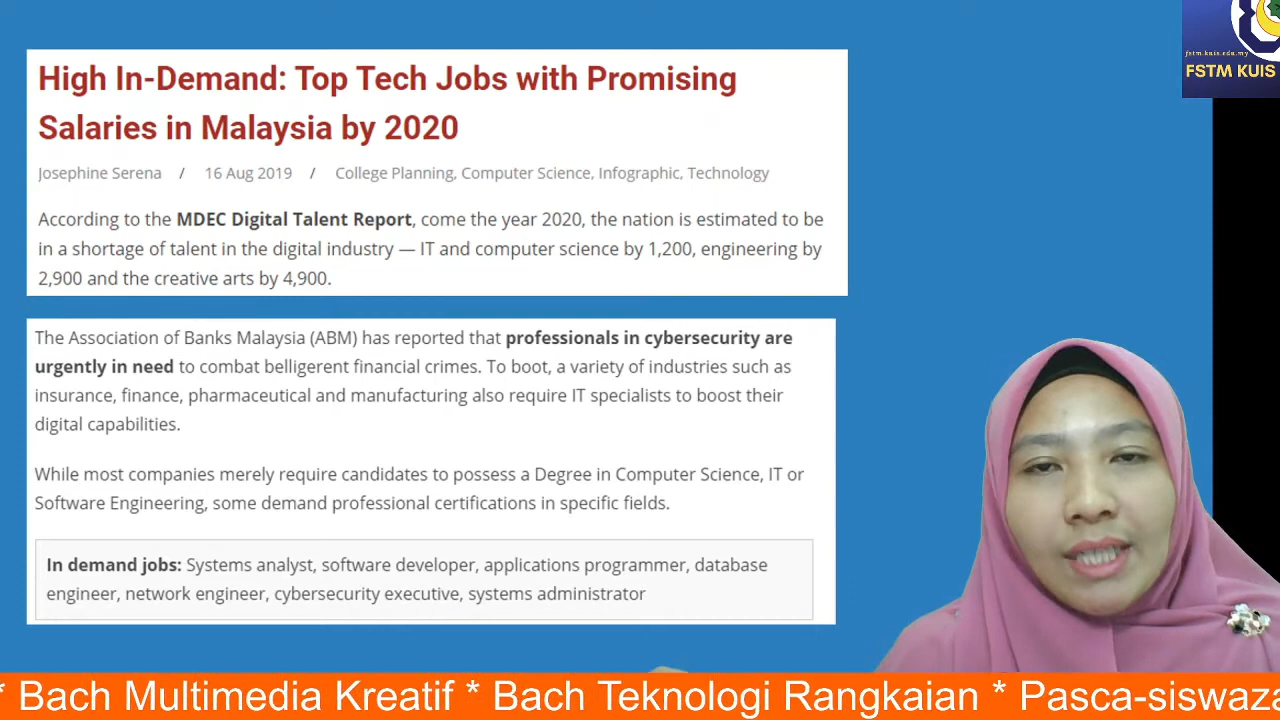 fstm.kuis.edu.my
FSTM KUIS
High In-Demand: Top Tech Jobs with Promising
Salaries in Malaysia by 2020
Josephine Serena / 16 Aug 2019 / College Planning, Computer Science, Infographic, Technology
According to the MDEC Digital Talent Report, come the year 2020, the nation is estimated to be
in a shortage of talent in the digital industry — IT and computer science by 1,200, engineering by
2,900 and the creative arts by 4,900.
The Association of Banks Malaysia (ABM) has reported that professionals in cybersecurity are
urgently in need to combat belligerent financial crimes. To boot, a variety of industries such as
insurance, finance, pharmaceutical and manufacturing also require IT specialists to boost their
digital capabilities.
While most companies merely require candidates to possess a Degree in Computer Science, IT or
Software Engineering, some demand professional certifications in specific fields.
In demand jobs: Systems analyst, software developer, applications programmer, database
engineer, network engineer, cybersecurity executive, systems administrator
* Bach Multimedia Kreatif * Bach Teknologi Rangkaian * Pasca-siswaza